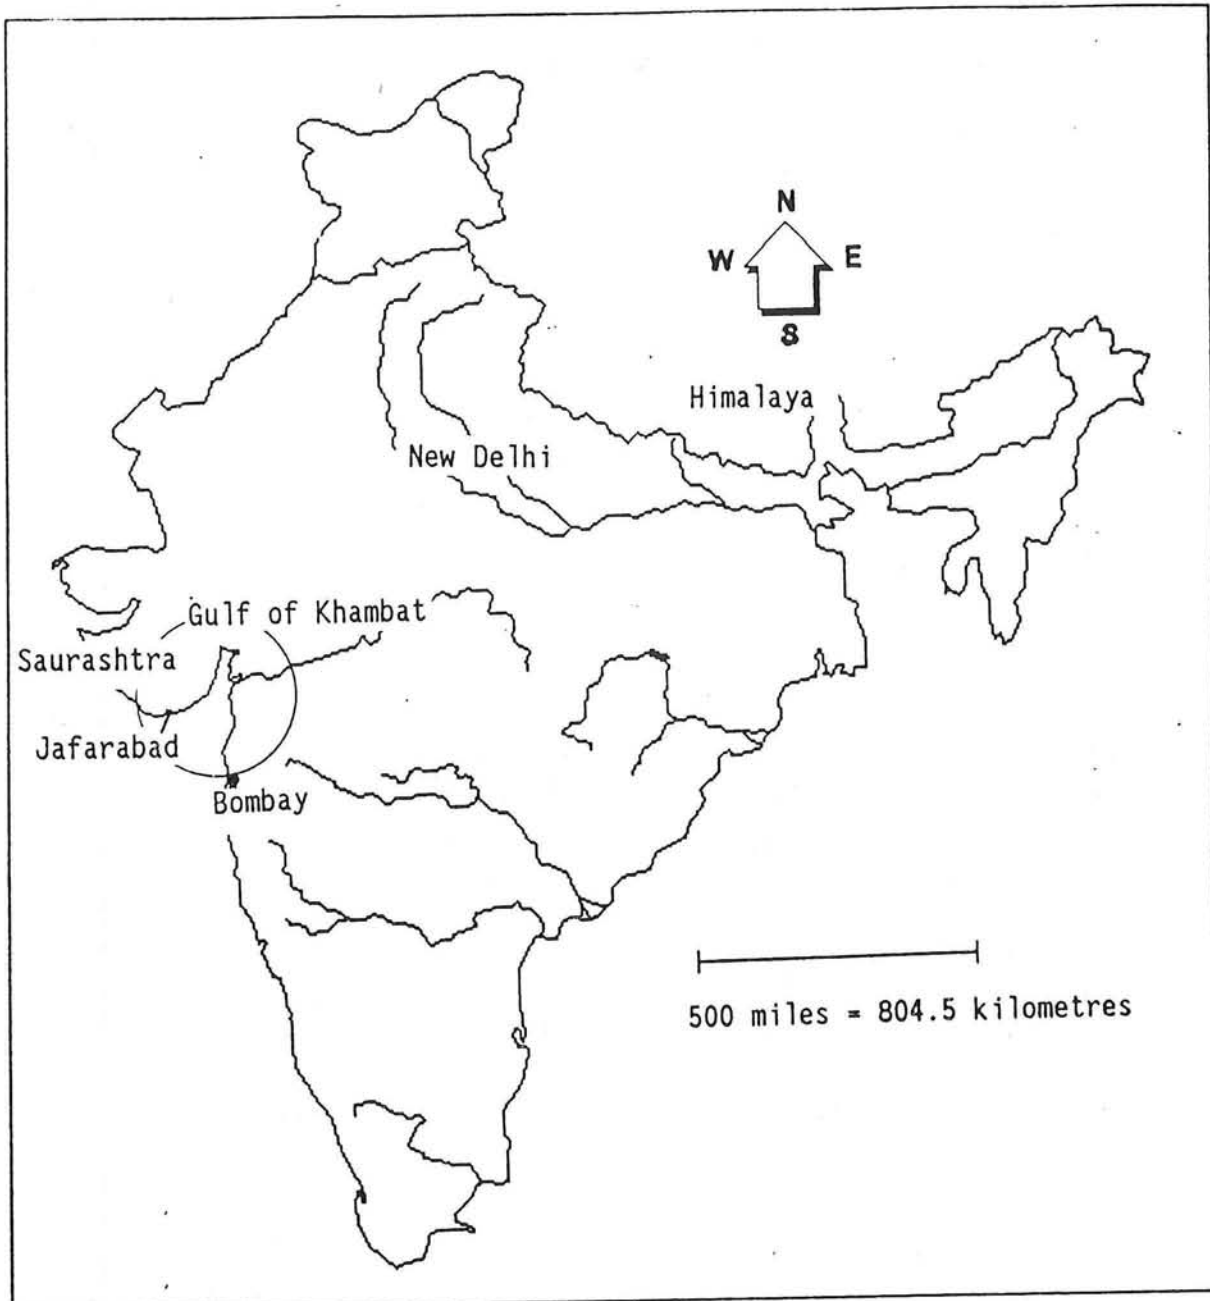 N
W E
S
Himalaya
New Delhi
Gulf of Khambat
Saurashtra
Jafarabad
Bombay
500 miles = 804.5 kilometres